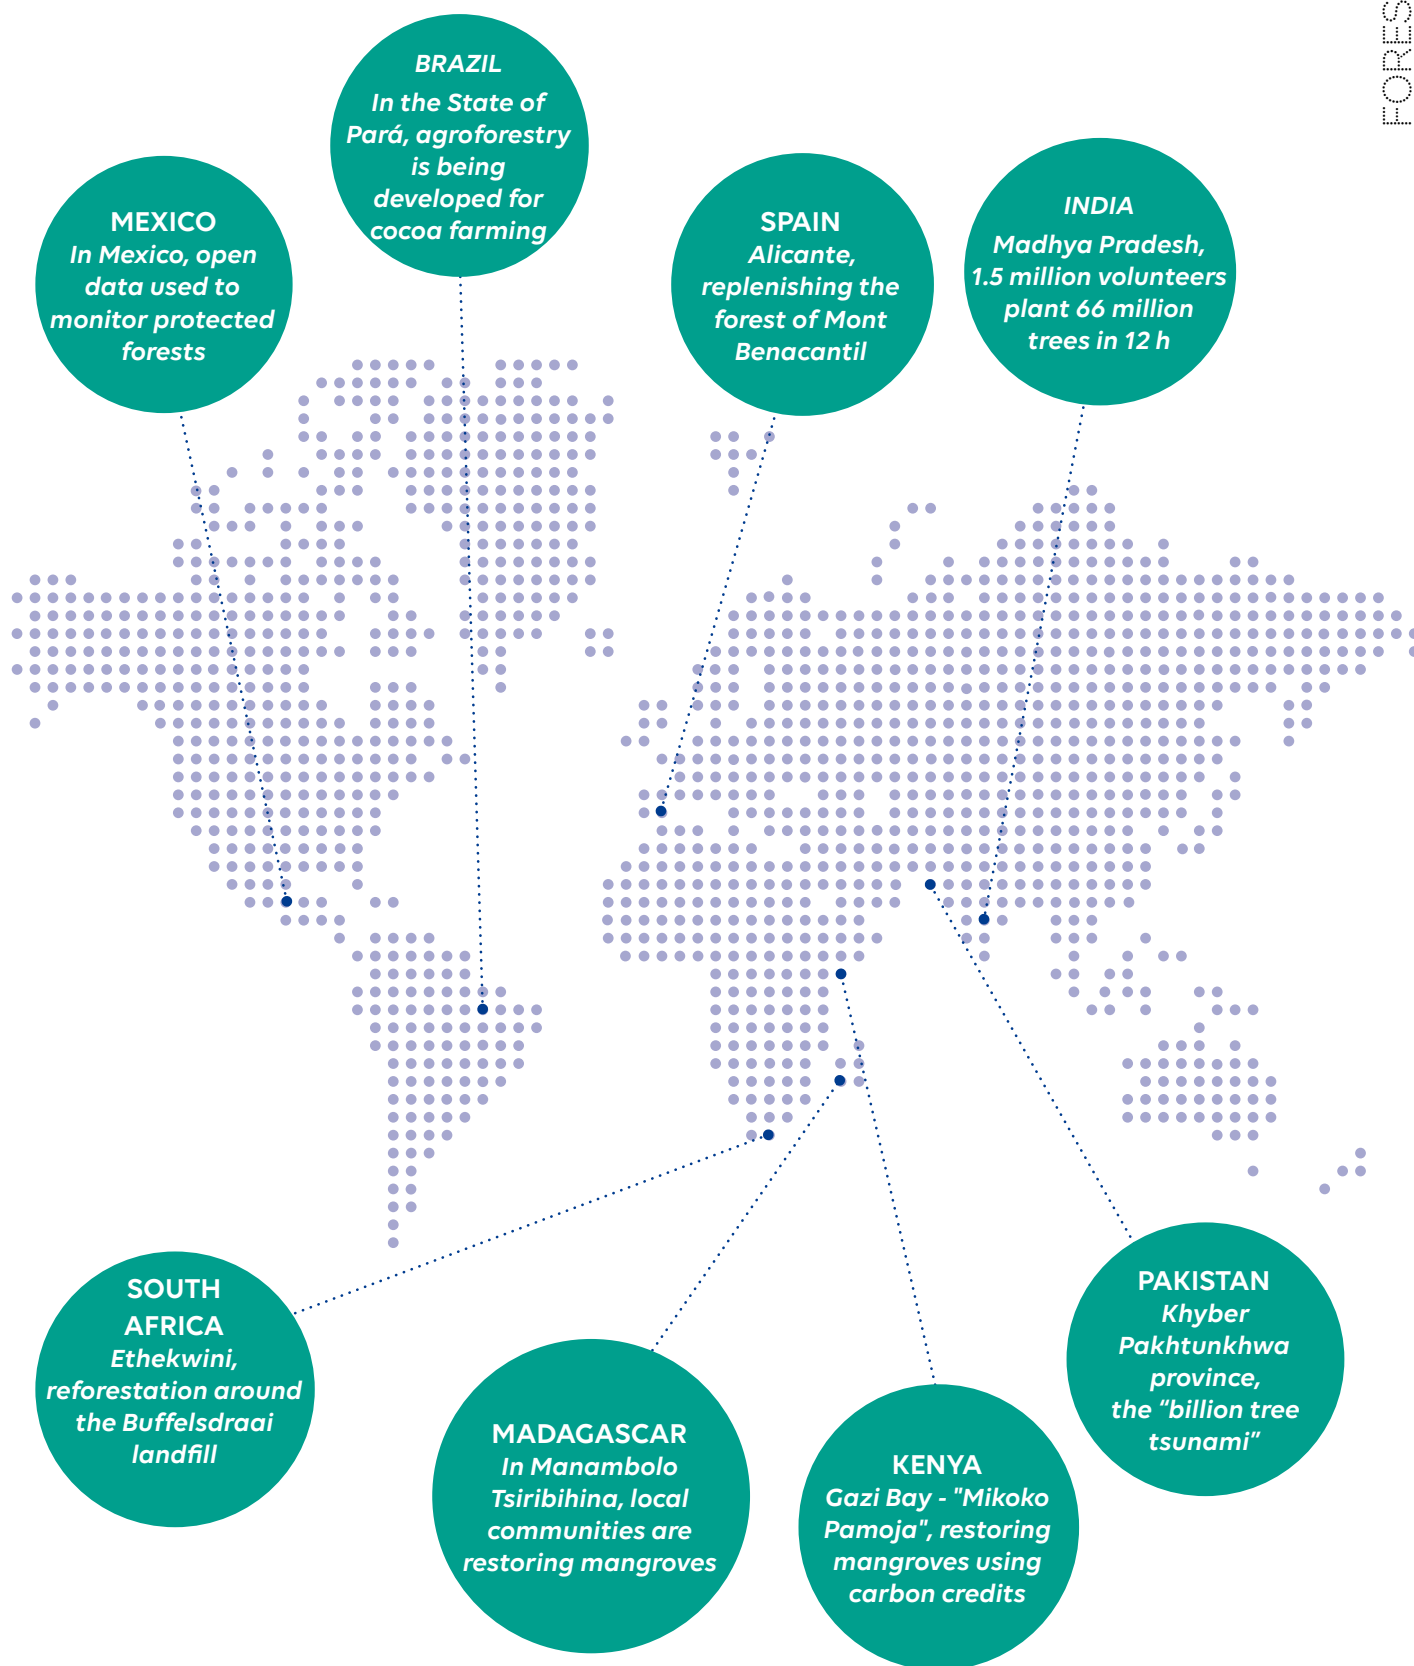 FORES
BRAZIL
In the State of
Pará, agroforestry
is being
developed for
cocoa farming
MEXICO
In Mexico, open
data used to
monitor protected
forests
SPAIN
Alicante,
replenishing the
forest of Mont
Benacantil
INDIA
Madhya Pradesh,
1.5 million volunteers
plant 66 million
trees in 12 h
SOUTH
AFRICA
Ethekwini,
reforestation around
the Buffelsdraai
landfill
MADAGASCAR
In Manambolo
Tsiribihina, local
communities are
restoring mangroves
KENYA
Gazi Bay - "Mikoko
Pamoja", restoring
mangroves using
carbon credits
PAKISTAN
Khyber
Pakhtunkhwa
province,
the “billion tree
tsunami”